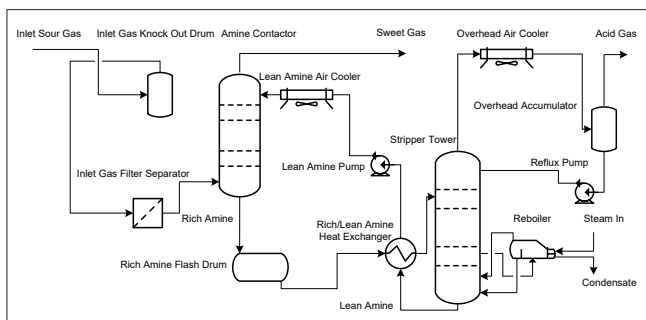 Inlet Sour Gas
Inlet Gas Knock Out Drum
Amine Contactor
Sweet Gas
Overhead Air Cooler
Acid Gas
Lean Amine Air Cooler
Overhead Accumulator
Stripper Tower
Lean Amine Pump
Reflux Pump
Inlet Gas Filter Separator
Rich Amine
Rich/Lean Amine
Heat Exchanger
Reboiler
Steam In
Rich Amine Flash Drum
Condensate
Lean Amine